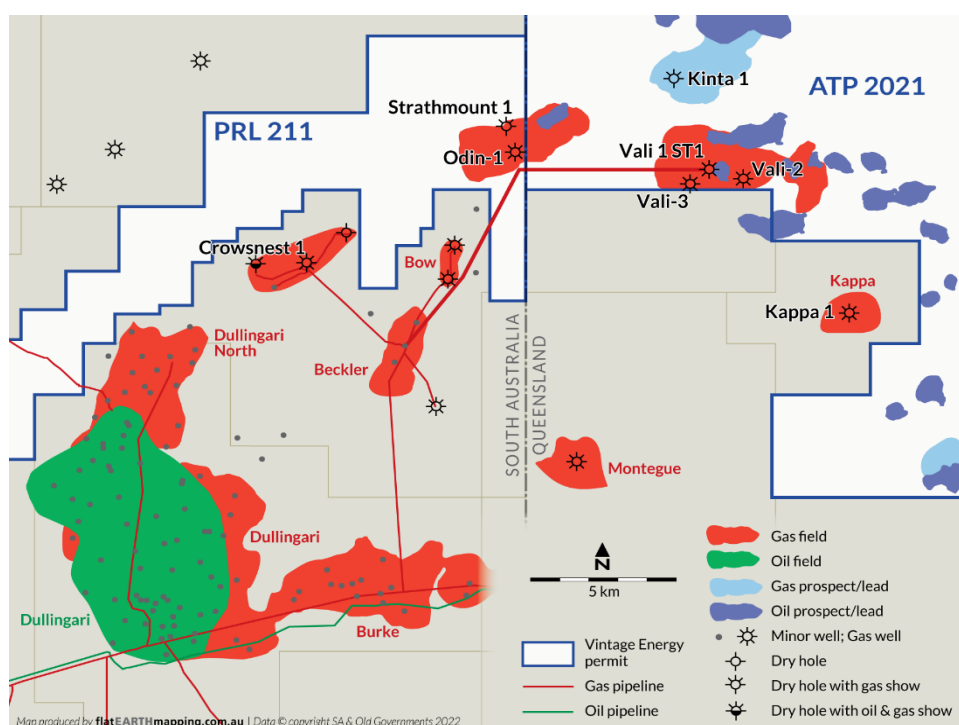 Kinta 1
ATP 2021
Strathmount 1
PRL 211
Odin-1
Vali 1 ST1
Vali-2
Vali-3
Crowsnest 1
Bow
Kappa
Kappa 1
Dullingari
North
Beckler
SOUTH AUSTRALIA
QUEENSLAND
Montegue
Dullingari
Dullingari
Burke
N
5 km
Vintage Energy
permit
Gas pipeline
Oil pipeline
Gas field
Oil field
Gas prospect/lead
Oil prospect/lead
Minor well; Gas well
Dry hole
Dry hole with gas show
Dry hole with oil & gas show
Map produced by flatEARTHmapping.com.au | Data © copyright SA & Old Governments 2022